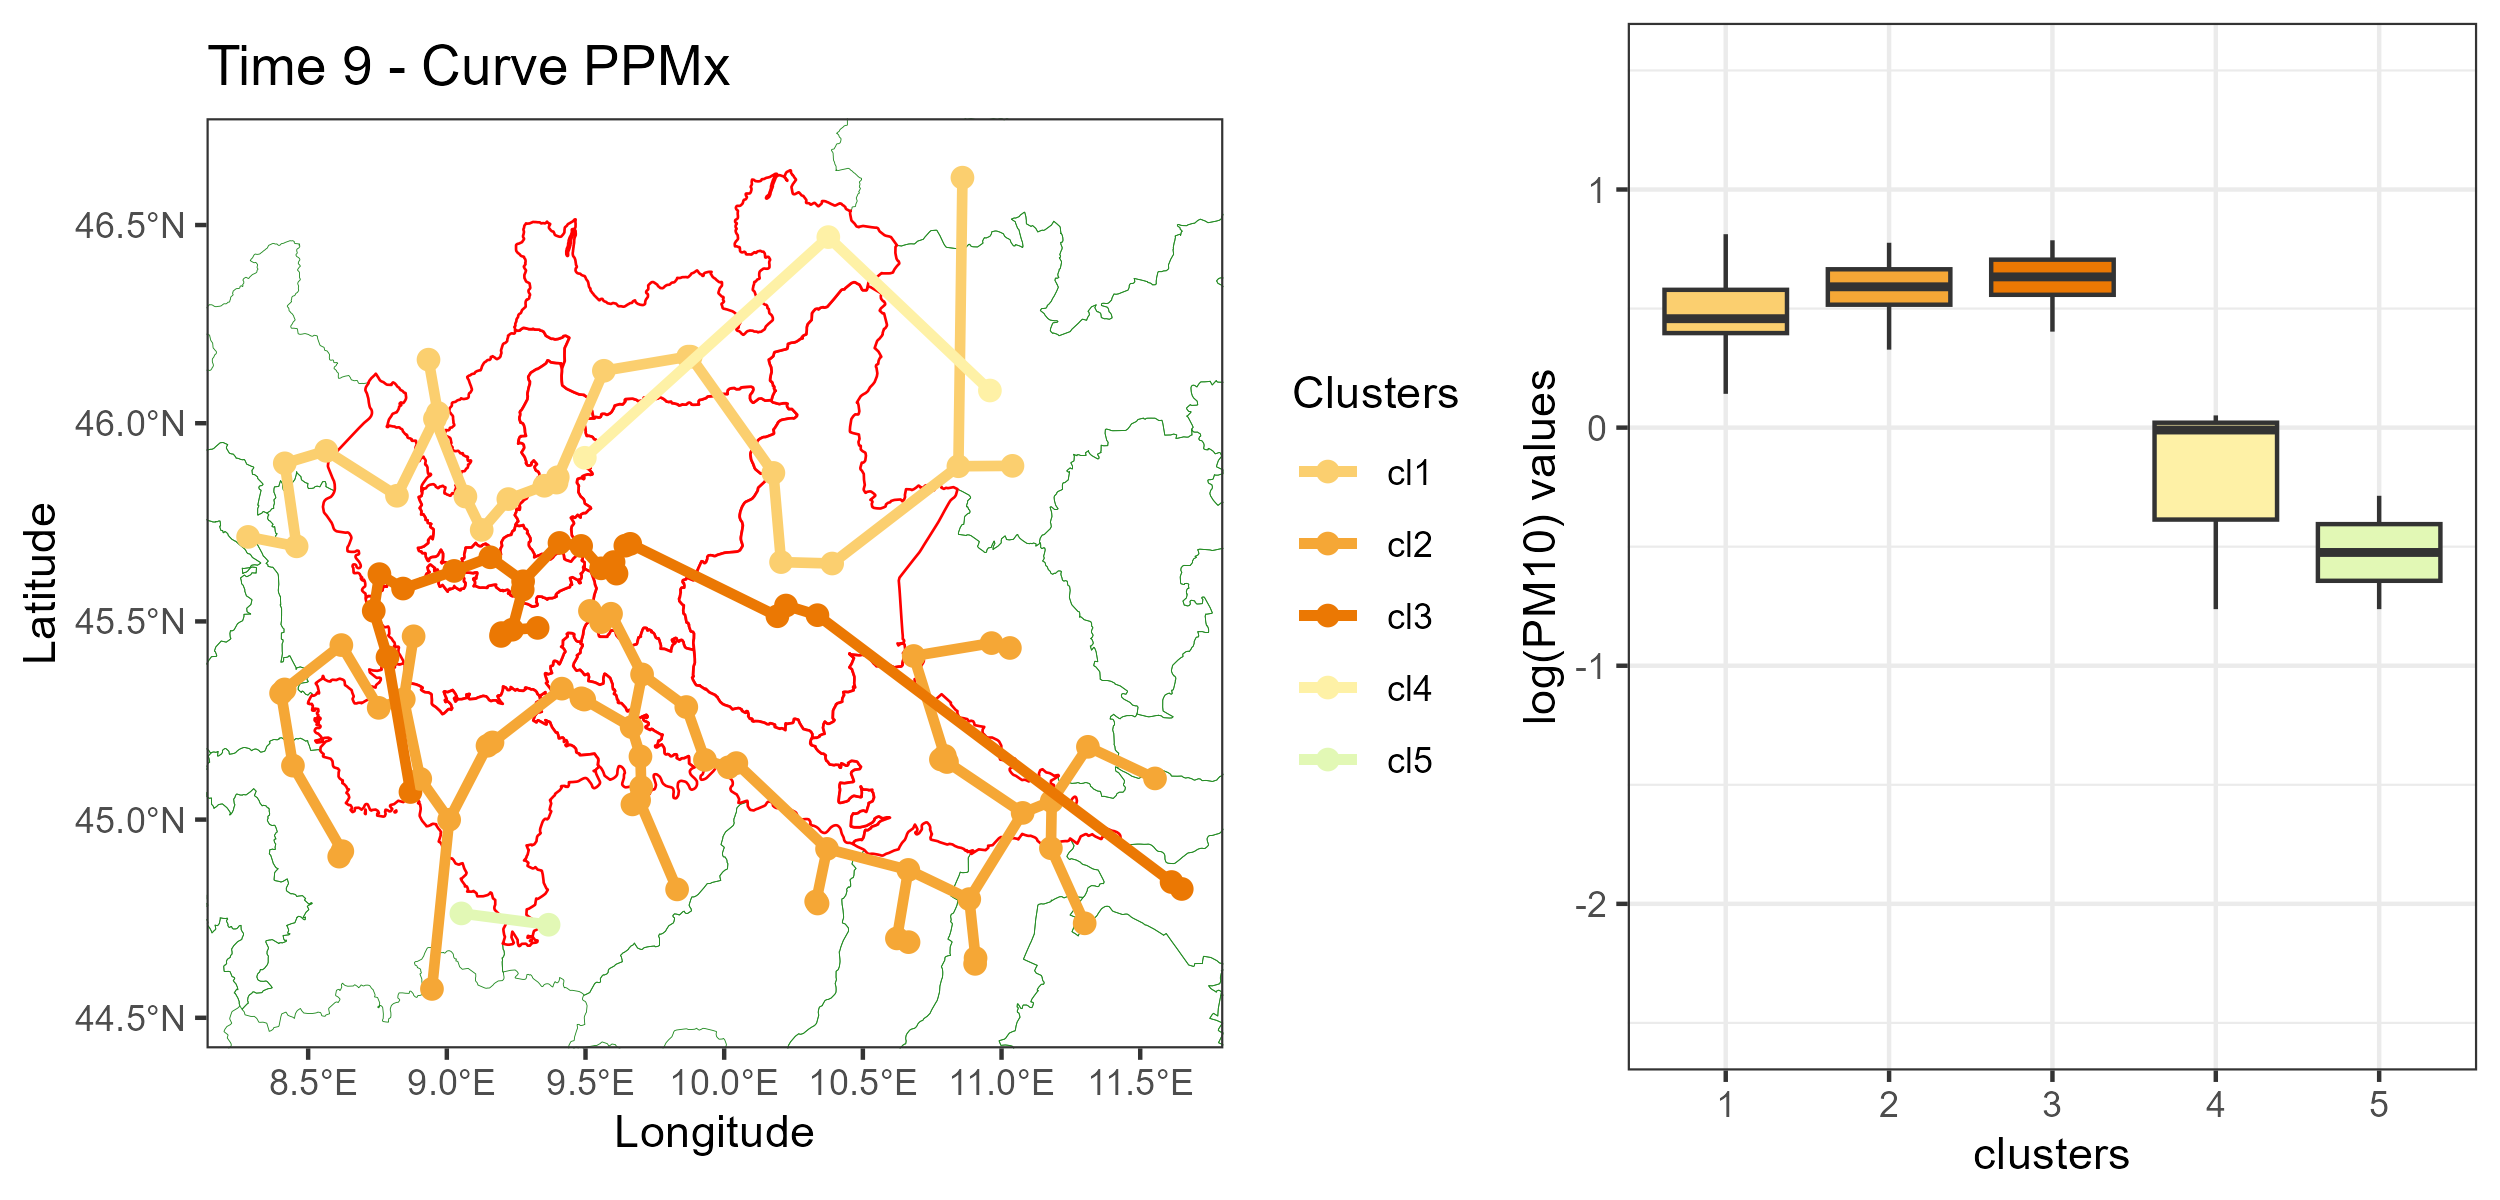 Time 9 - Curve PPMx
Latitude
46.5°N
46.0°N
45.5°N
45.0°N
44.5°N
8.5°E 9.0°E 9.5°E 10.0°E 10.5°E 11.0°E 11.5°E
Longitude
Clusters
cl1
cl2
cl3
cl4
cl5
log(PM10) values
1
0
-1
-2
1 2 3 4 5
clusters